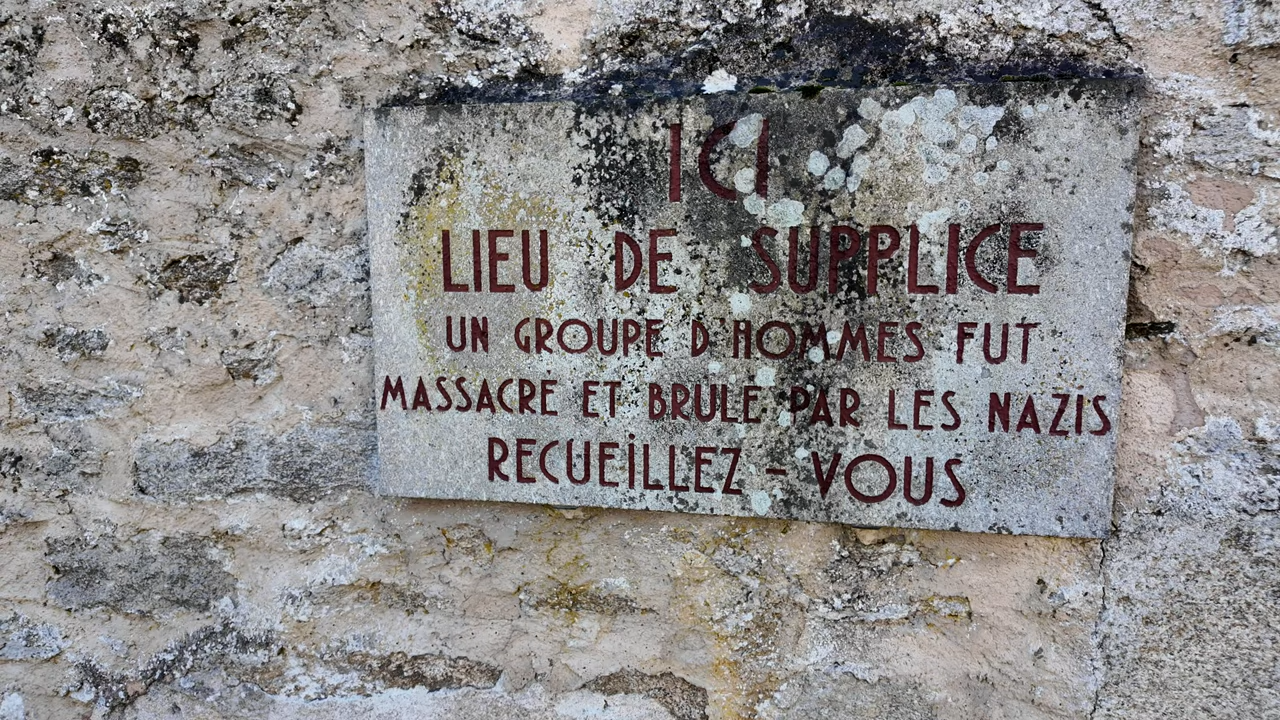 ICI
LIEU DE SUPPLICE
UN GROUPE D'HOMMES FUT
MASSACRE ET BRULE PAR LES NAZIS
RECUEILLEZ - VOUS